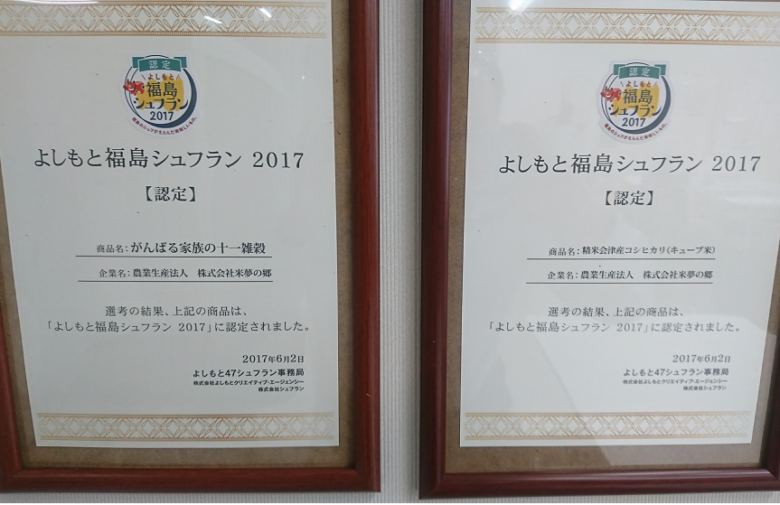 認定
よしもと
福島
シュフラン
2017
よしもと福島シュフラン 2017
【認定】
商品名：がんばる家族の十一雑穀
企業名：農業生産法人 株式会社米夢の郷
選考の結果、上記の商品は、
「よしもと福島シュフラン 2017」に認定されました。
2017年6月2日
よしもと47シュフラン事務局
株式会社よしもとクリエイティブ・エージェンシー
株式会社シュフラン
認定
よしもと
福島
シュフラン
2017
よしもと福島シュフラン 2017
【認定】
商品名：精米会津産コシヒカリ（キューブ米）
企業名：農業生産法人 株式会社米夢の郷
選考の結果、上記の商品は、
「よしもと福島シュフラン 2017」に認定されました。
2017年6月2日
よしもと47シュフラン事務局
株式会社よしもとクリエイティブ・エージェンシー
株式会社シュフラン